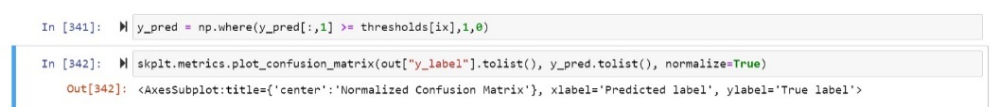 In [341]: y_pred = np.where(y_pred[:,1] >= thresholds[ix],1,0)
In [342]: skplt.metrics.plot_confusion_matrix(out["y_label"].tolist(), y_pred.tolist(), normalize=True)
Out[342]: <AxesSubplot:title={'center':'Normalized Confusion Matrix'}, xlabel='Predicted label', ylabel='True label'>